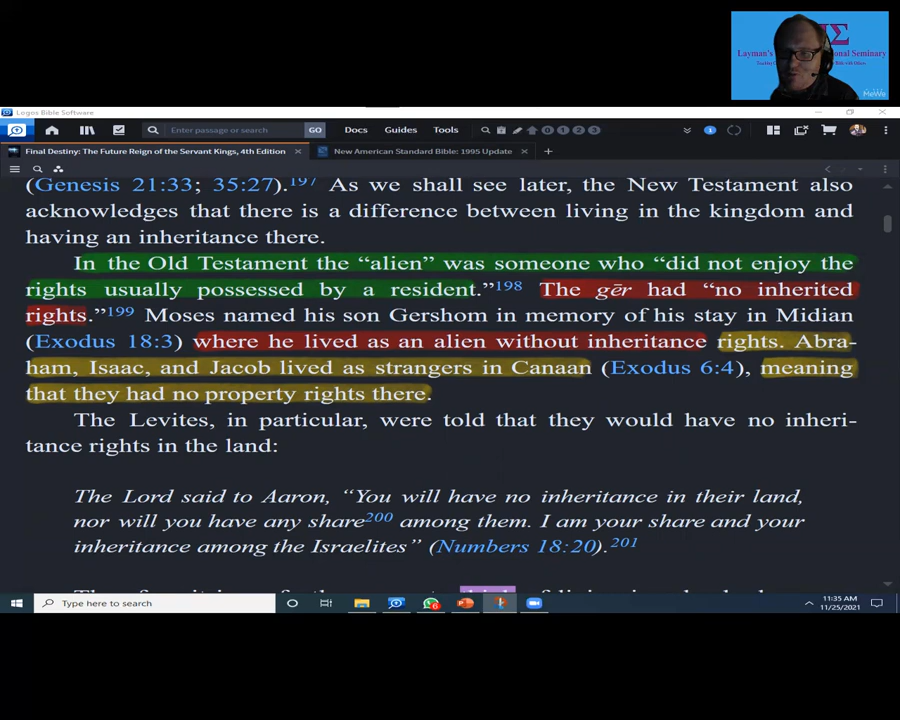 ΜΣ
Layman's
onal Seminary
MeWe
Logos Bible Software
Enter passage or search
GO
Docs
Guides
Tools
0
1
2
3
Final Destiny: The Future Reign of the Servant Kings, 4th Edition
New American Standard Bible: 1995 Update
(Genesis 21:33; 35:27).197 As we shall see later, the New Testament also
acknowledges that there is a difference between living in the kingdom and
having an inheritance there.
In the Old Testament the “alien” was someone who “did not enjoy the
rights usually possessed by a resident.”198 The gēr had “no inherited
rights.”199 Moses named his son Gershom in memory of his stay in Midian
(Exodus 18:3) where he lived as an alien without inheritance rights. Abra-
ham, Isaac, and Jacob lived as strangers in Canaan (Exodus 6:4), meaning
that they had no property rights there.
The Levites, in particular, were told that they would have no inheri-
tance rights in the land:
The Lord said to Aaron, “You will have no inheritance in their land,
nor will you have any share200 among them. I am your share and your
inheritance among the Israelites” (Numbers 18:20).201
Type here to search
11:35 AM
11/25/2021